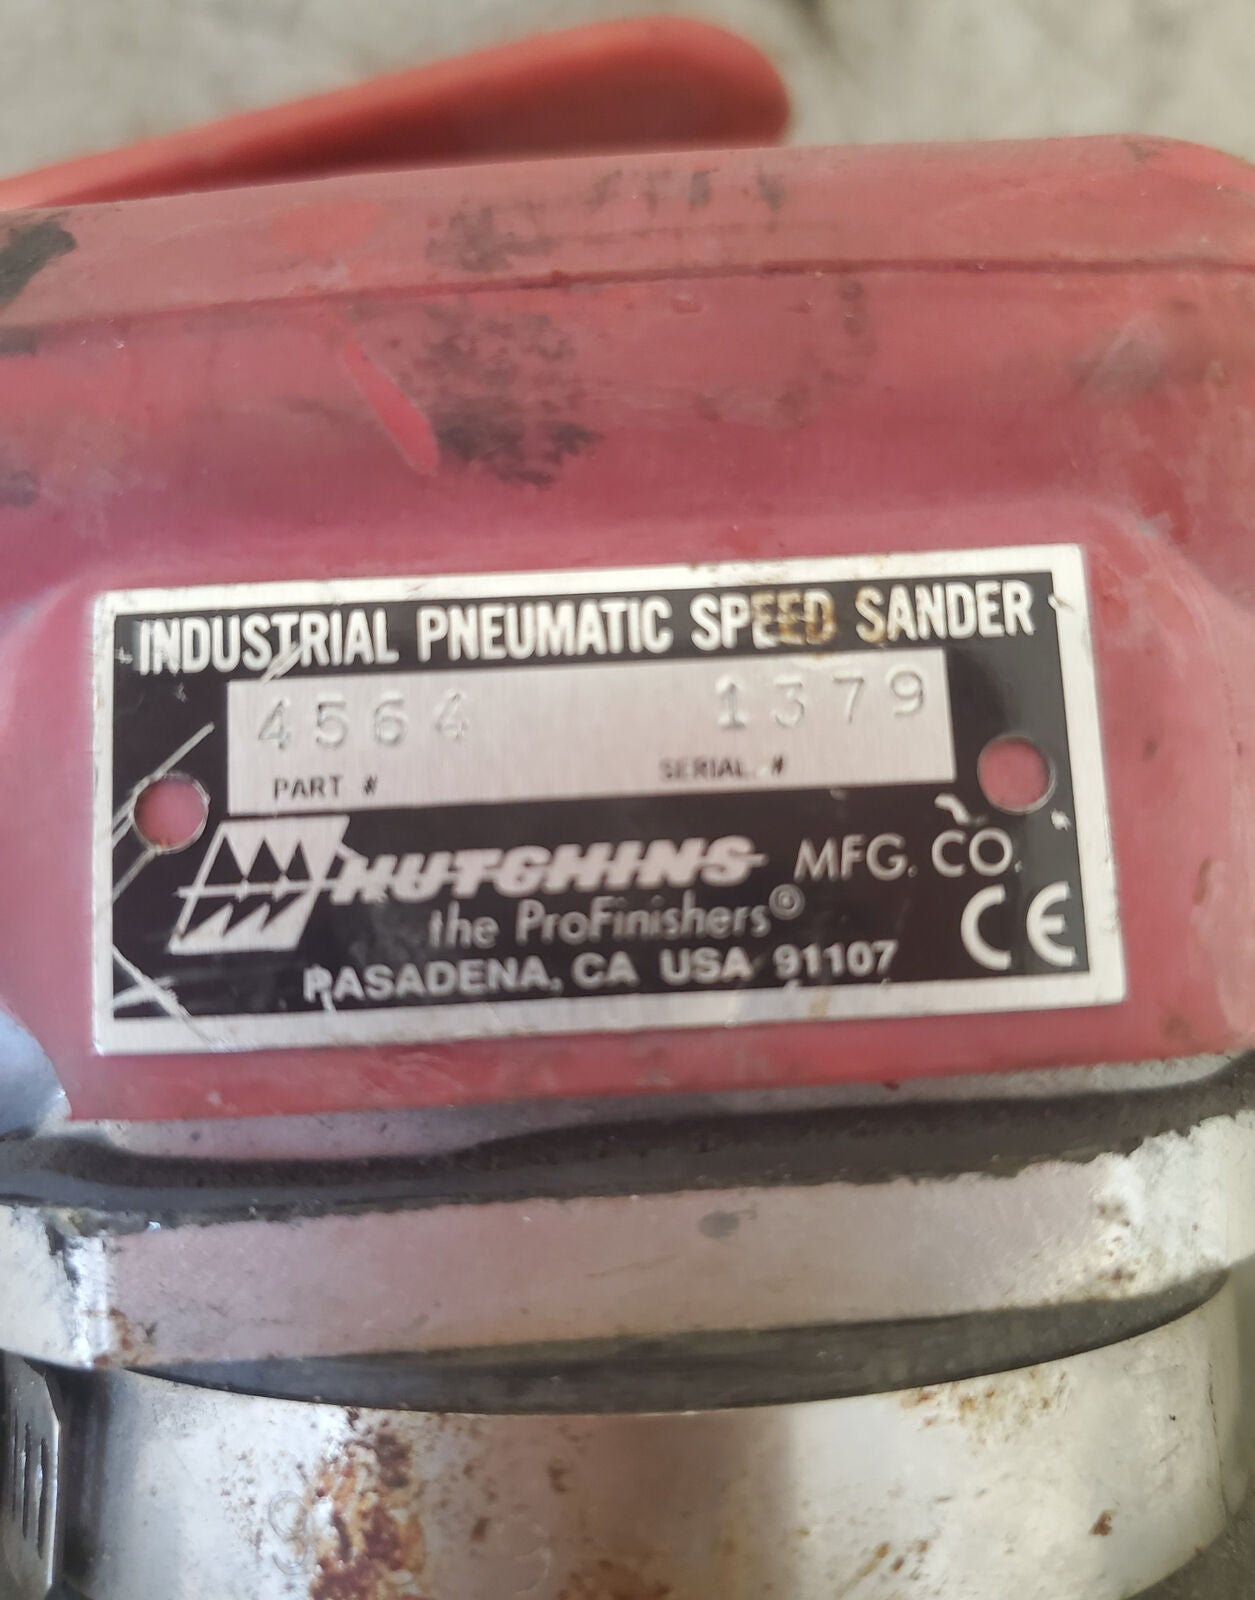 INDUSTRIAL PNEUMATIC SPEED SANDER
4564 1379
PART # SERIAL #
HUTCHINS MFG. CO.
the ProFinishers®
CE
PASADENA, CA USA 91107